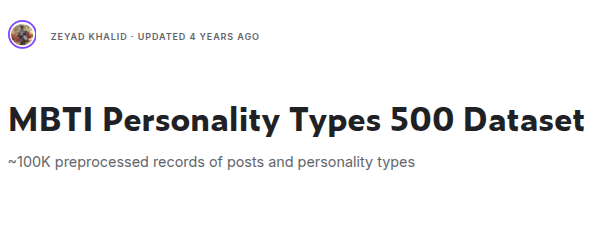 ZEYAD KHALID · UPDATED 4 YEARS AGO
MBTI Personality Types 500 Dataset
~100K preprocessed records of posts and personality types